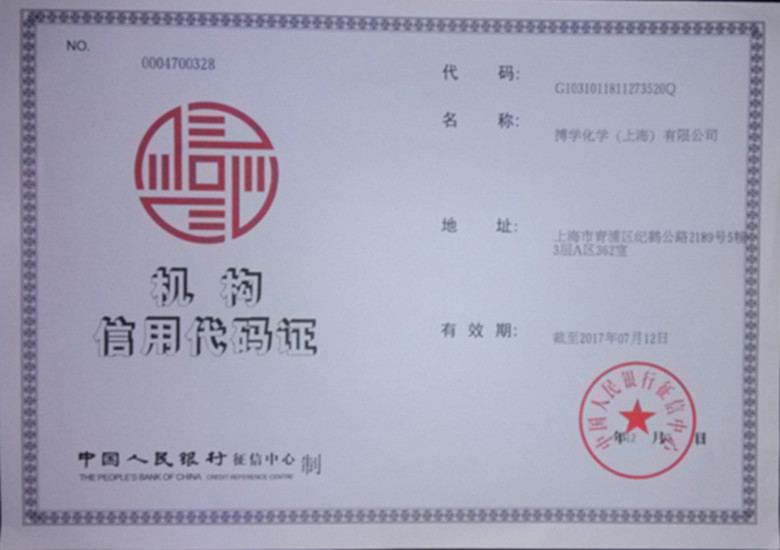 NO. 0004700328
机构
信用代码证
中国人民银行征信中心 制
THE PEOPLE'S BANK OF CHINA CREDIT REFERENCE CENTRE
代 码: G1031011811273520Q
名 称: 搏学化学（上海）有限公司
地 址: 上海市青浦区纪鹤公路2189号5幢
3层A区362室
有 效 期: 截至2017年07月12日
中国人民银行征信中心
年 月 日